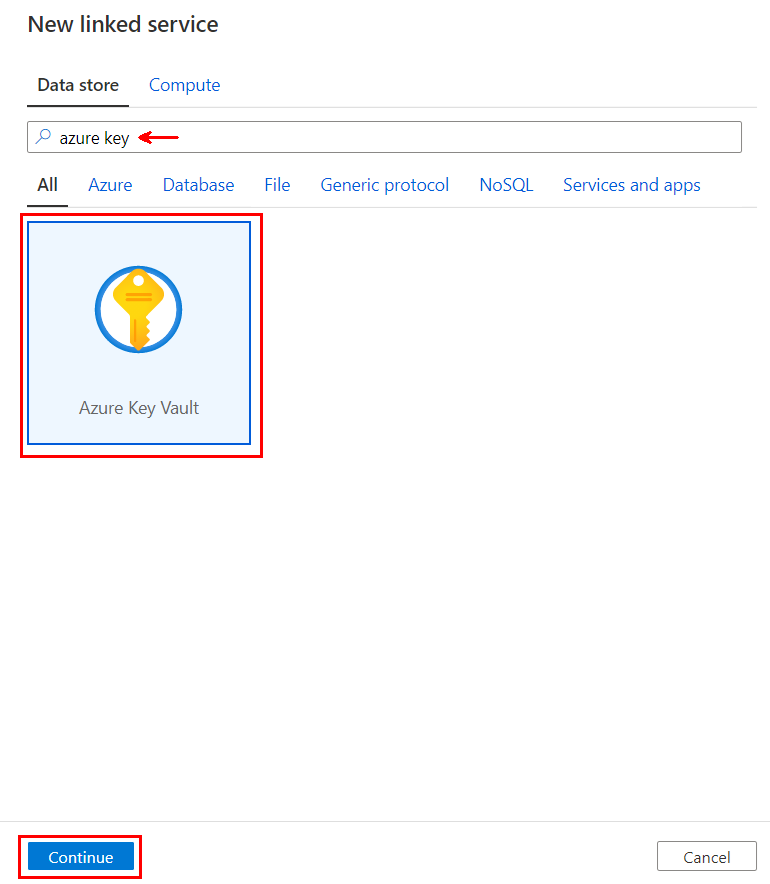 New linked service
Data store Compute
azure key
All Azure Database File Generic protocol NoSQL Services and apps
Azure Key Vault
Continue Cancel